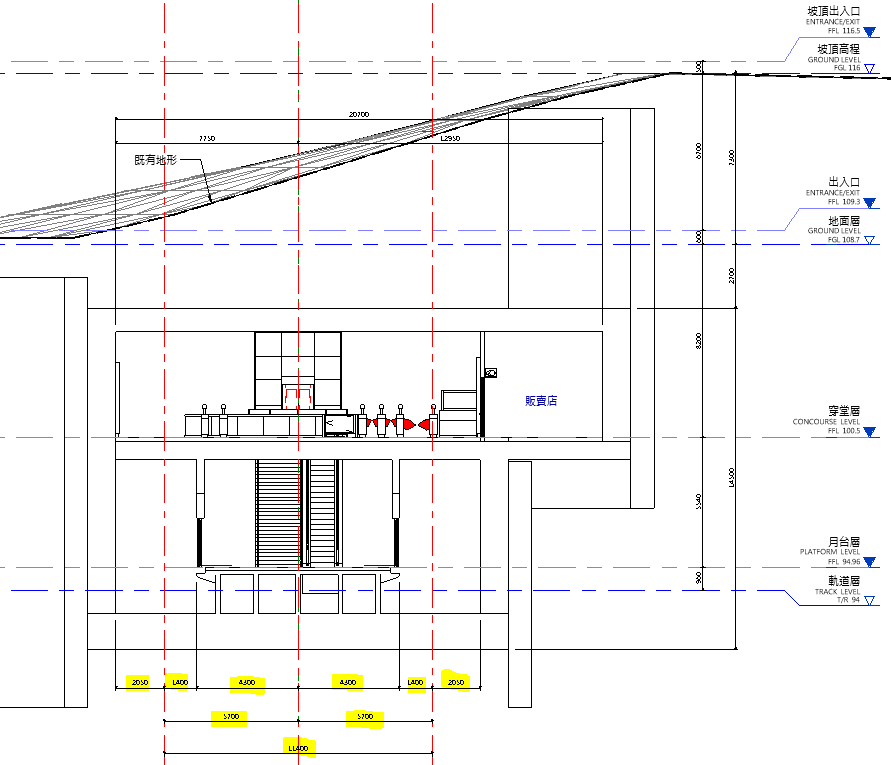 坡頂出入口
ENTRANCE/EXIT
FFL 116.5
坡頂高程
GROUND LEVEL
FGL 116
500
20700
7750
12950
既有地形
6700
7300
出入口
ENTRANCE/EXIT
FFL 109.3
地面層
GROUND LEVEL
FGL 108.7
600
2700
8200
販賣店
穿堂層
CONCOURSE LEVEL
FFL 100.5
14500
5540
月台層
PLATFORM LEVEL
FFL 94.96
960
軌道層
TRACK LEVEL
T/R 94
2050
1400
4300
4300
1400
2050
5700
5700
11400